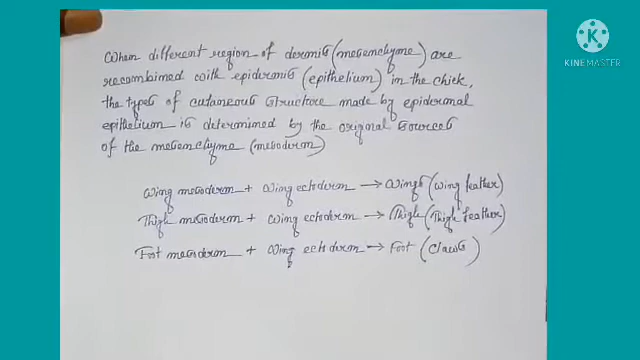 When different region of dermis (mesenchyme) are
recombined with epidermis (epithelium) in the chick,
the types of cutaneous structure made by epidermal
epithelium is determined by the original sources
of the mesenchyme (mesoderm)
Wing mesoderm + Wing ectoderm → Wings (wing feather)
Thigh mesoderm + Wing ectoderm → Thigh (Thigh feather)
Foot mesoderm + Wing ectoderm → Foot (Claws)
KINEMASTER